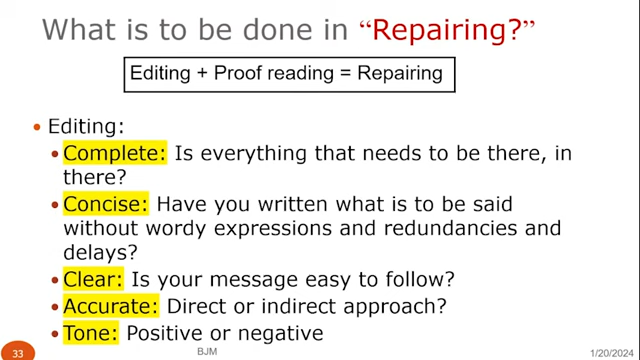 What is to be done in “Repairing?”
Editing + Proof reading = Repairing
• Editing:
• Complete: Is everything that needs to be there, in
there?
• Concise: Have you written what is to be said
without wordy expressions and redundancies and
delays?
• Clear: Is your message easy to follow?
• Accurate: Direct or indirect approach?
• Tone: Positive or negative
33
BJM
1/20/2024